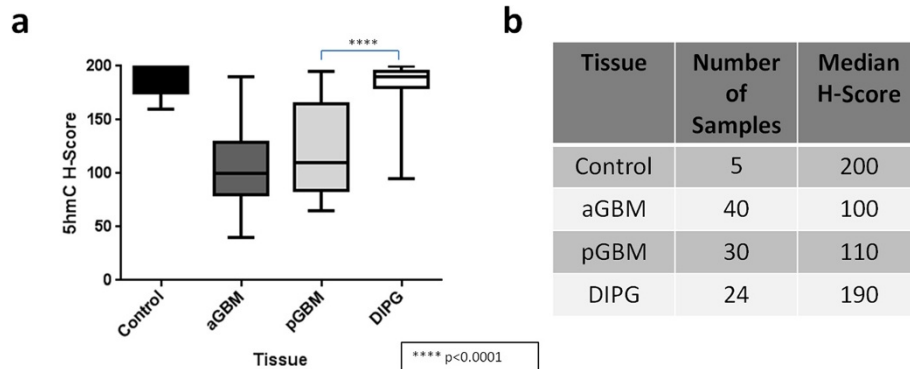 a
****
200
150
100
50
0
5hmC H-Score
Control
aGBM
pGBM
DIPG
Tissue
**** p<0.0001
b
Tissue Number of Samples Median H-Score
Control 5 200
aGBM 40 100
pGBM 30 110
DIPG 24 190